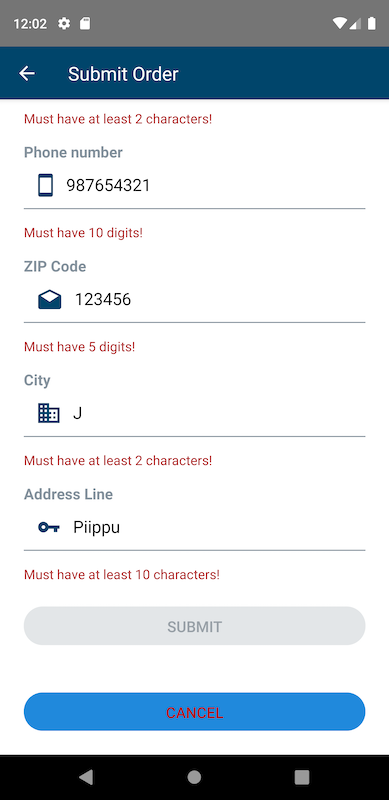 12:02
Submit Order
Must have at least 2 characters!
Phone number
987654321
Must have 10 digits!
ZIP Code
123456
Must have 5 digits!
City
J
Must have at least 2 characters!
Address Line
Piippu
Must have at least 10 characters!
SUBMIT
CANCEL